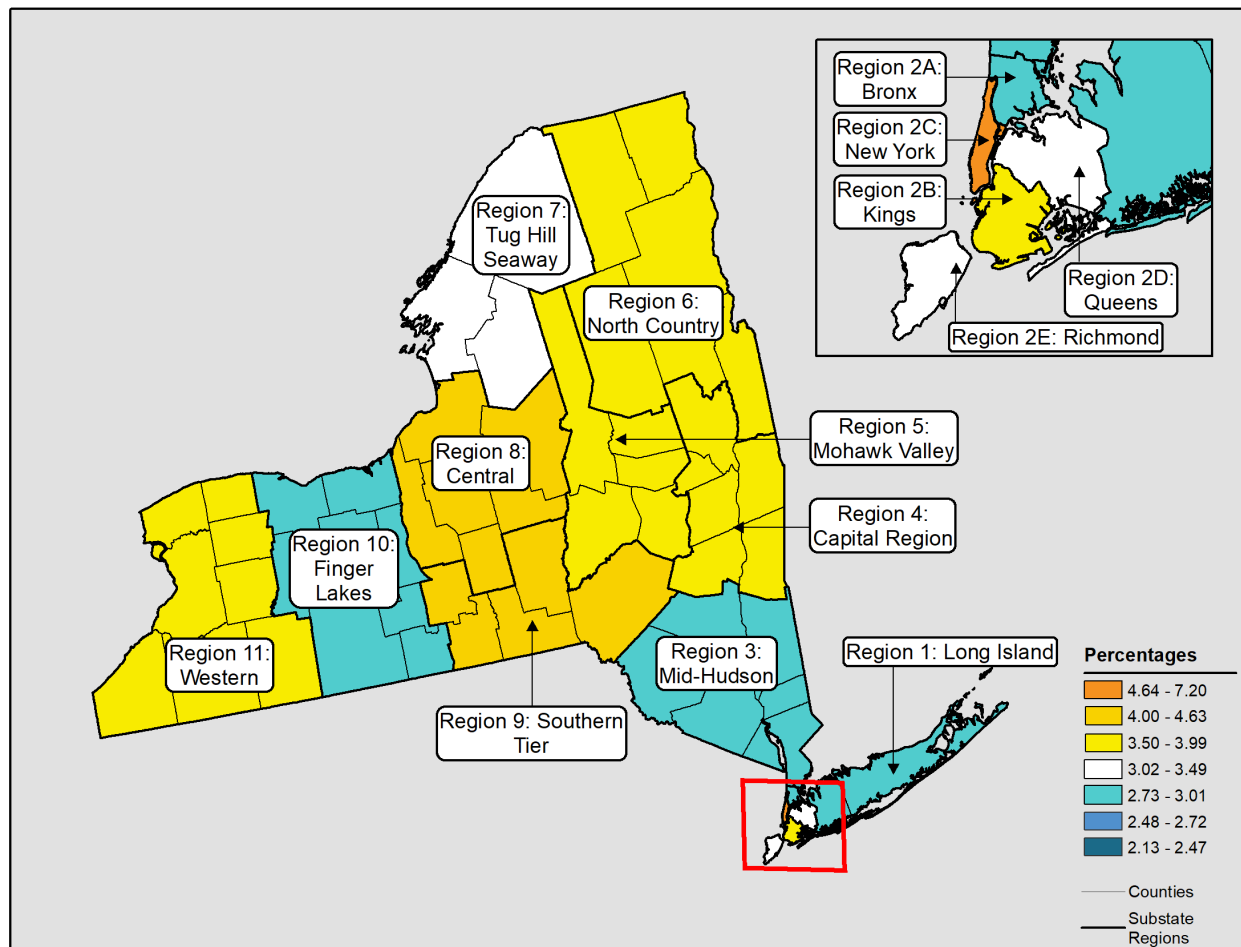 Region 2A:
Bronx
Region 2C:
New York
Region 2B:
Kings
Region 2D:
Queens
Region 2E: Richmond
Region 7:
Tug Hill
Seaway
Region 6:
North Country
Region 5:
Mohawk Valley
Region 8:
Central
Region 4:
Capital Region
Region 10:
Finger
Lakes
Region 11:
Western
Region 3:
Mid-Hudson
Region 1: Long Island
Region 9: Southern
Tier
Percentages
4.64 - 7.20
4.00 - 4.63
3.50 - 3.99
3.02 - 3.49
2.73 - 3.01
2.48 - 2.72
2.13 - 2.47
Counties
Substate
Regions